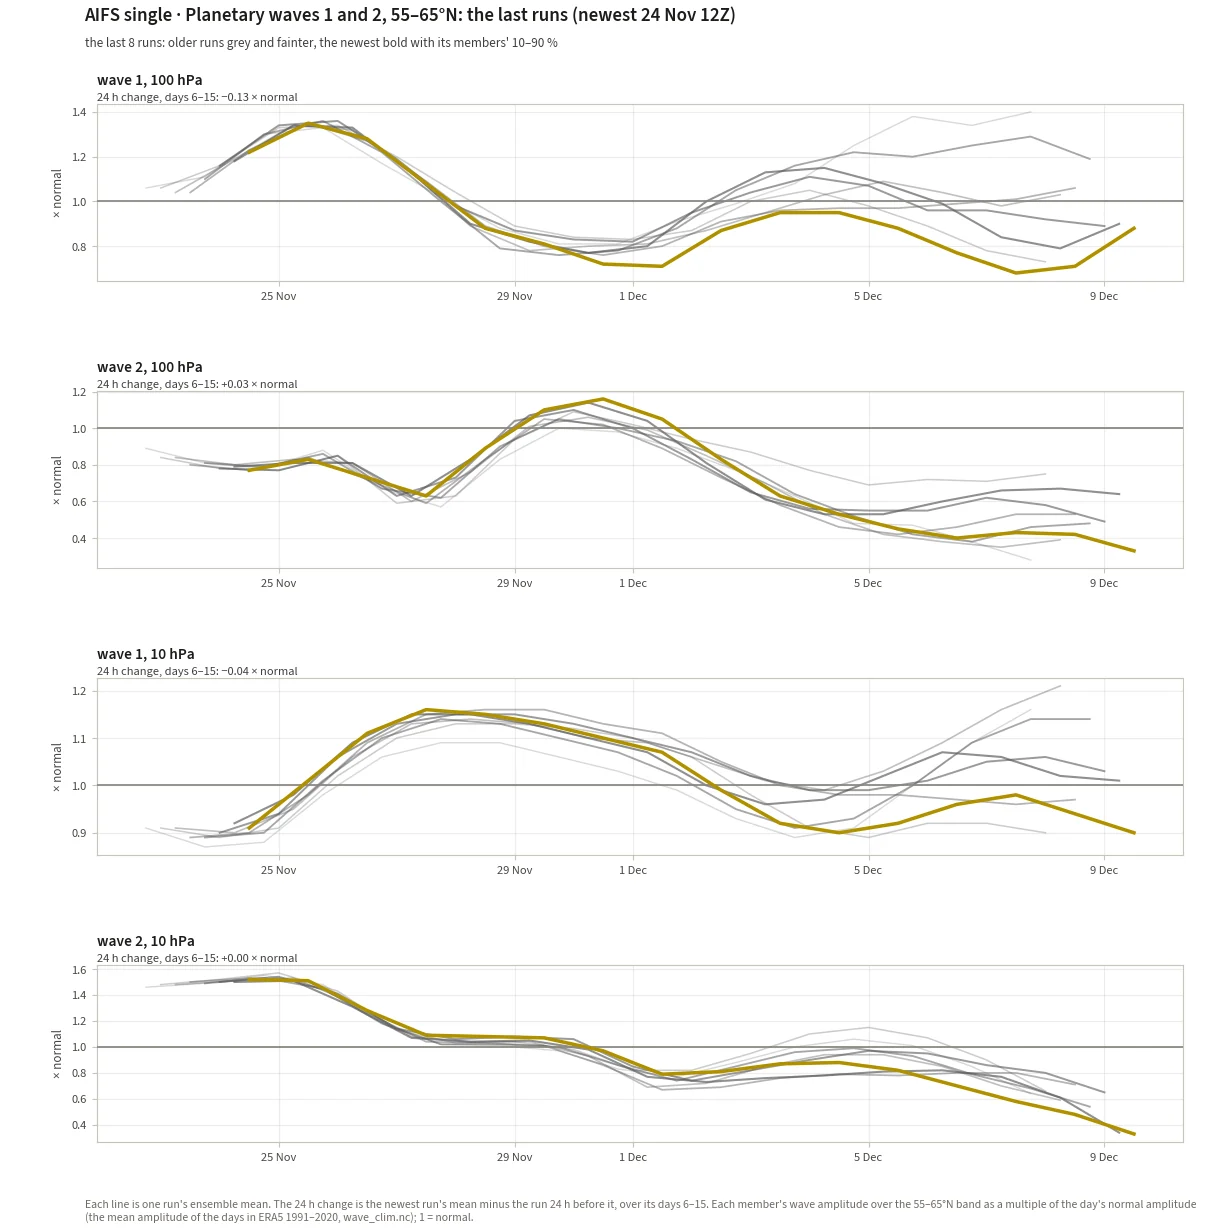 AIFS single · Planetary waves 1 and 2, 55–65°N: the last runs (newest 24 Nov 12Z)
the last 8 runs: older runs grey and fainter, the newest bold with its members' 10–90 %
wave 1, 100 hPa
24 h change, days 6–15: −0.13 × normal
1.4
1.2
1.0
0.8
× normal
25 Nov
29 Nov
1 Dec
5 Dec
9 Dec
wave 2, 100 hPa
24 h change, days 6–15: +0.03 × normal
1.2
1.0
0.8
0.6
0.4
× normal
25 Nov
29 Nov
1 Dec
5 Dec
9 Dec
wave 1, 10 hPa
24 h change, days 6–15: −0.04 × normal
1.2
1.1
1.0
0.9
× normal
25 Nov
29 Nov
1 Dec
5 Dec
9 Dec
wave 2, 10 hPa
24 h change, days 6–15: +0.00 × normal
1.6
1.4
1.2
1.0
0.8
0.6
0.4
× normal
25 Nov
29 Nov
1 Dec
5 Dec
9 Dec
Each line is one run's ensemble mean. The 24 h change is the newest run's mean minus the run 24 h before it, over its days 6–15. Each member's wave amplitude over the 55–65°N band as a multiple of the day's normal amplitude
(the mean amplitude of the days in ERA5 1991–2020, wave_clim.nc); 1 = normal.